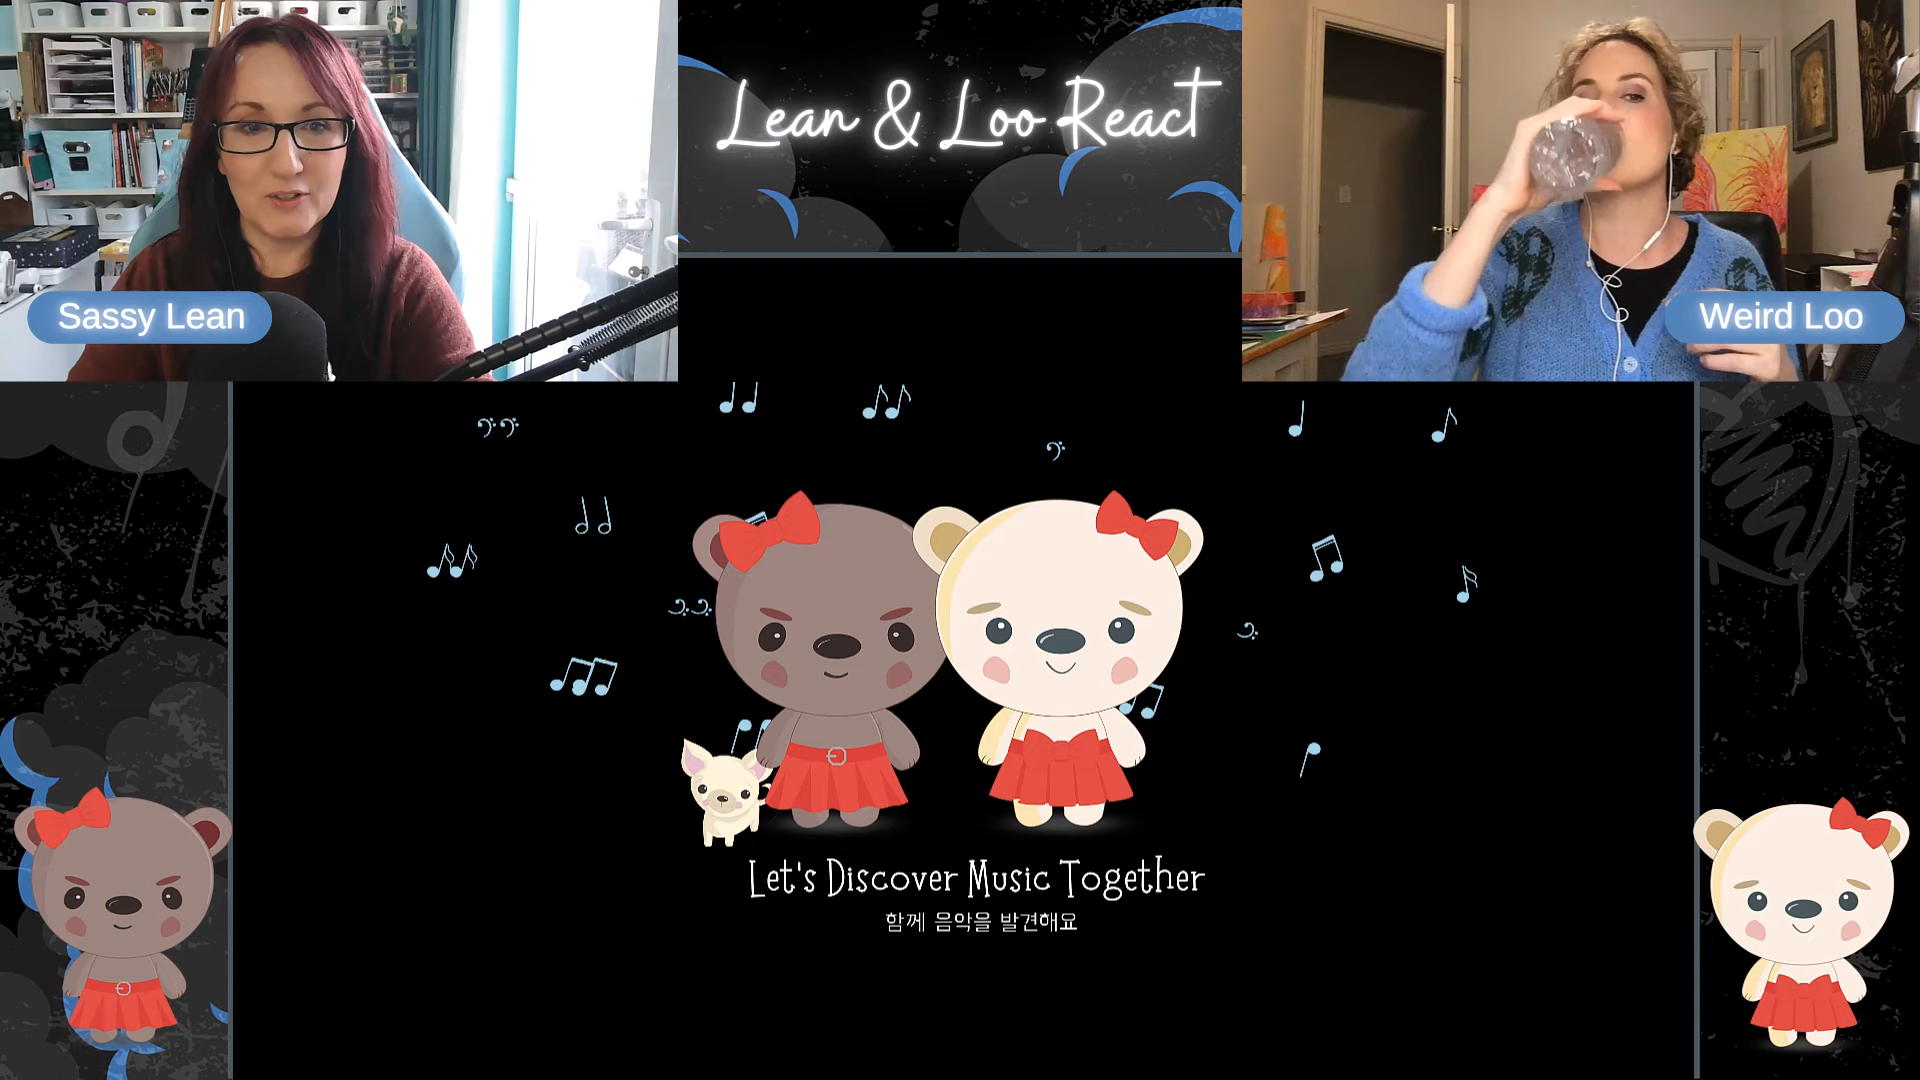 Lean & Loo React
Sassy Lean
Weird Loo
Let's Discover Music Together
함께 음악을 발견해요